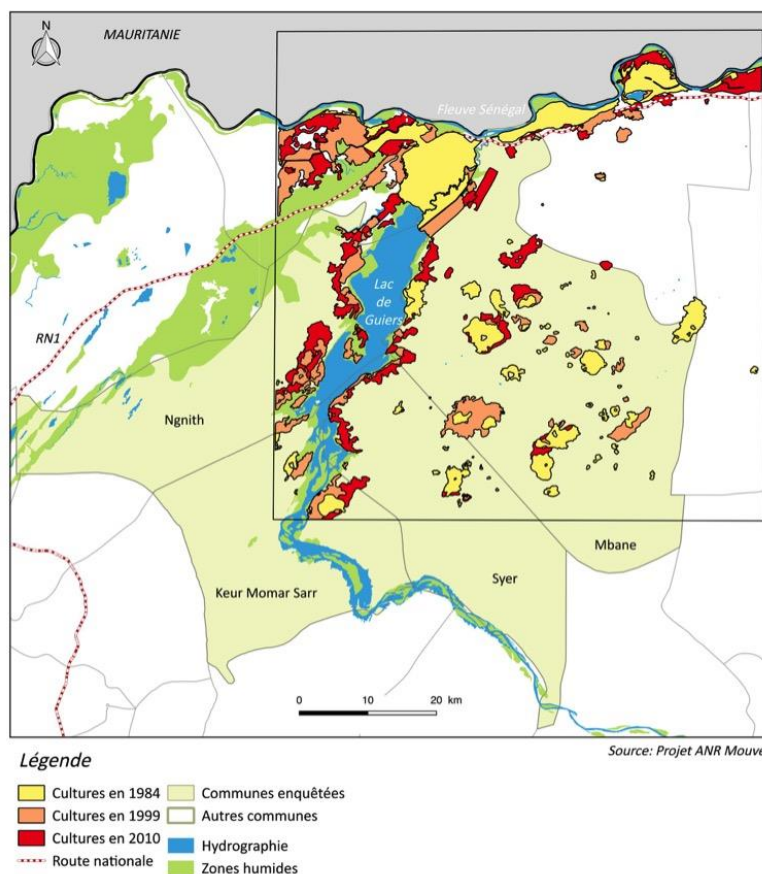 N
MAURITANIE
Fleuve Sénégal
Lac
de
Guiers
RN1
Ngnith
Mbane
Keur Momar Sarr
Syer
0 10 20 km
Source: Projet ANR Mouve
Légende
Cultures en 1984
Cultures en 1999
Cultures en 2010
Route nationale
Communes enquêtées
Autres communes
Hydrographie
Zones humides